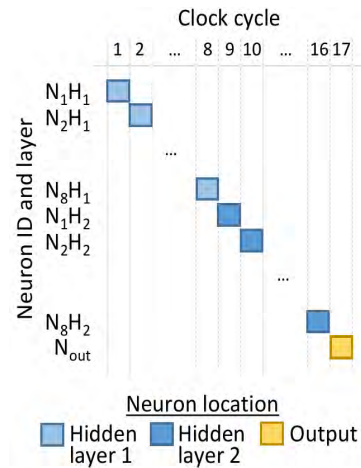 Clock cycle
1 2 ... 8 9 10 ... 16 17
Neuron ID and layer
N₁H₁
N₂H₁
...
N₈H₁
N₁H₂
N₂H₂
...
N₈H₂
Nout
Neuron location
Hidden layer 1
Hidden layer 2
Output